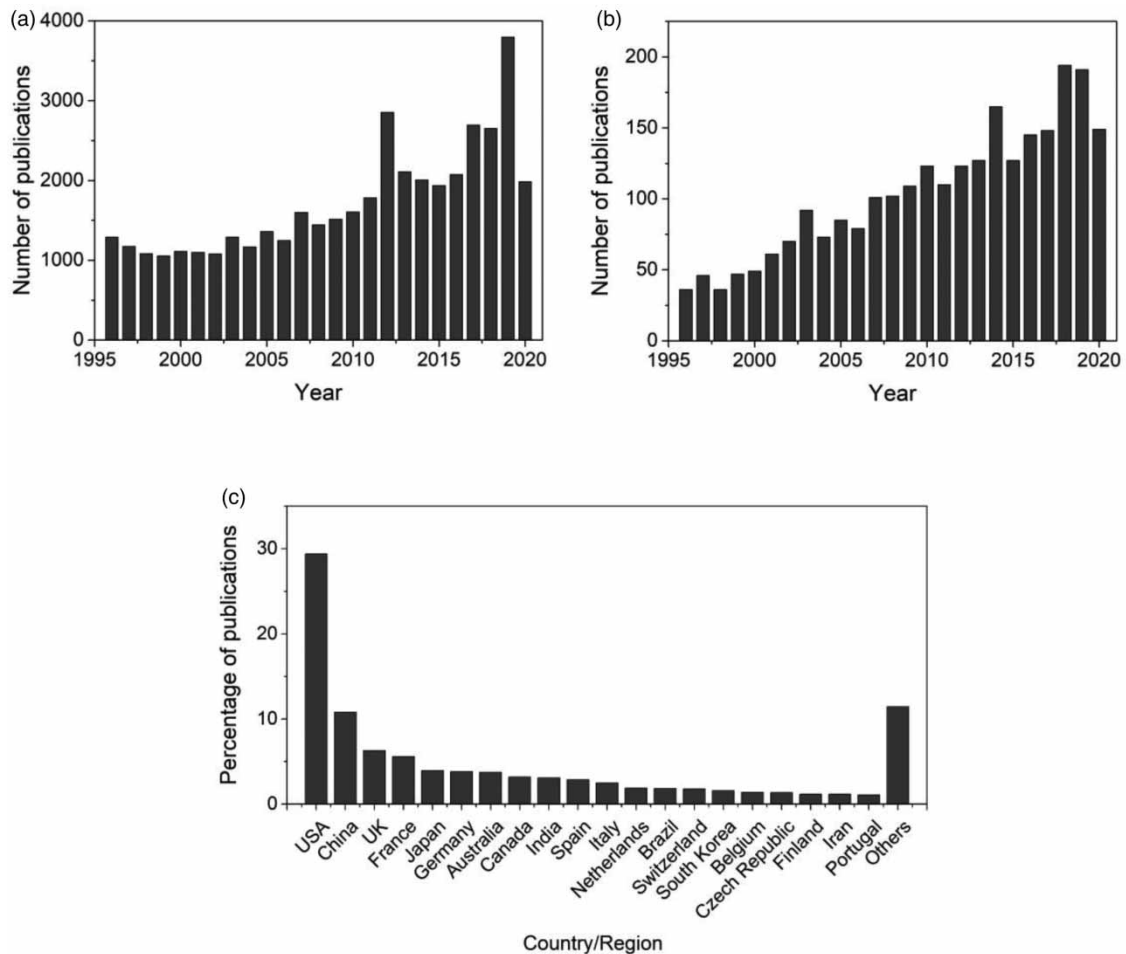 (a)
4000
3000
2000
1000
0
Number of publications
1995 2000 2005 2010 2015 2020
Year
(b)
200
150
100
50
0
Number of publications
1995 2000 2005 2010 2015 2020
Year
(c)
30
20
10
0
Percentage of publications
USA
China
UK
France
Japan
Germany
Australia
Canada
India
Spain
Italy
Netherlands
Brazil
Switzerland
South Korea
Belgium
Czech Republic
Finland
Iran
Portugal
Others
Country/Region